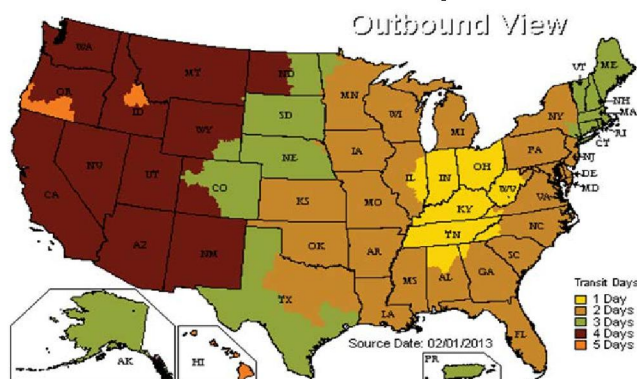 Outbound View
WA
OR
ID
MT
WY
NV
CA
UT
AZ
NM
CO
ND
SD
NE
KS
OK
TX
MN
IA
MO
AR
LA
WI
IL
MI
IN
OH
KY
TN
MS
AL
GA
FL
SC
NC
VA
WV
PA
NY
VT
ME
NH
MA
RI
CT
NJ
DE
MD
AK
HI
PR
Source Date: 02/01/2013
Transit Days
1 Day
2 Days
3 Days
4 Days
5 Days